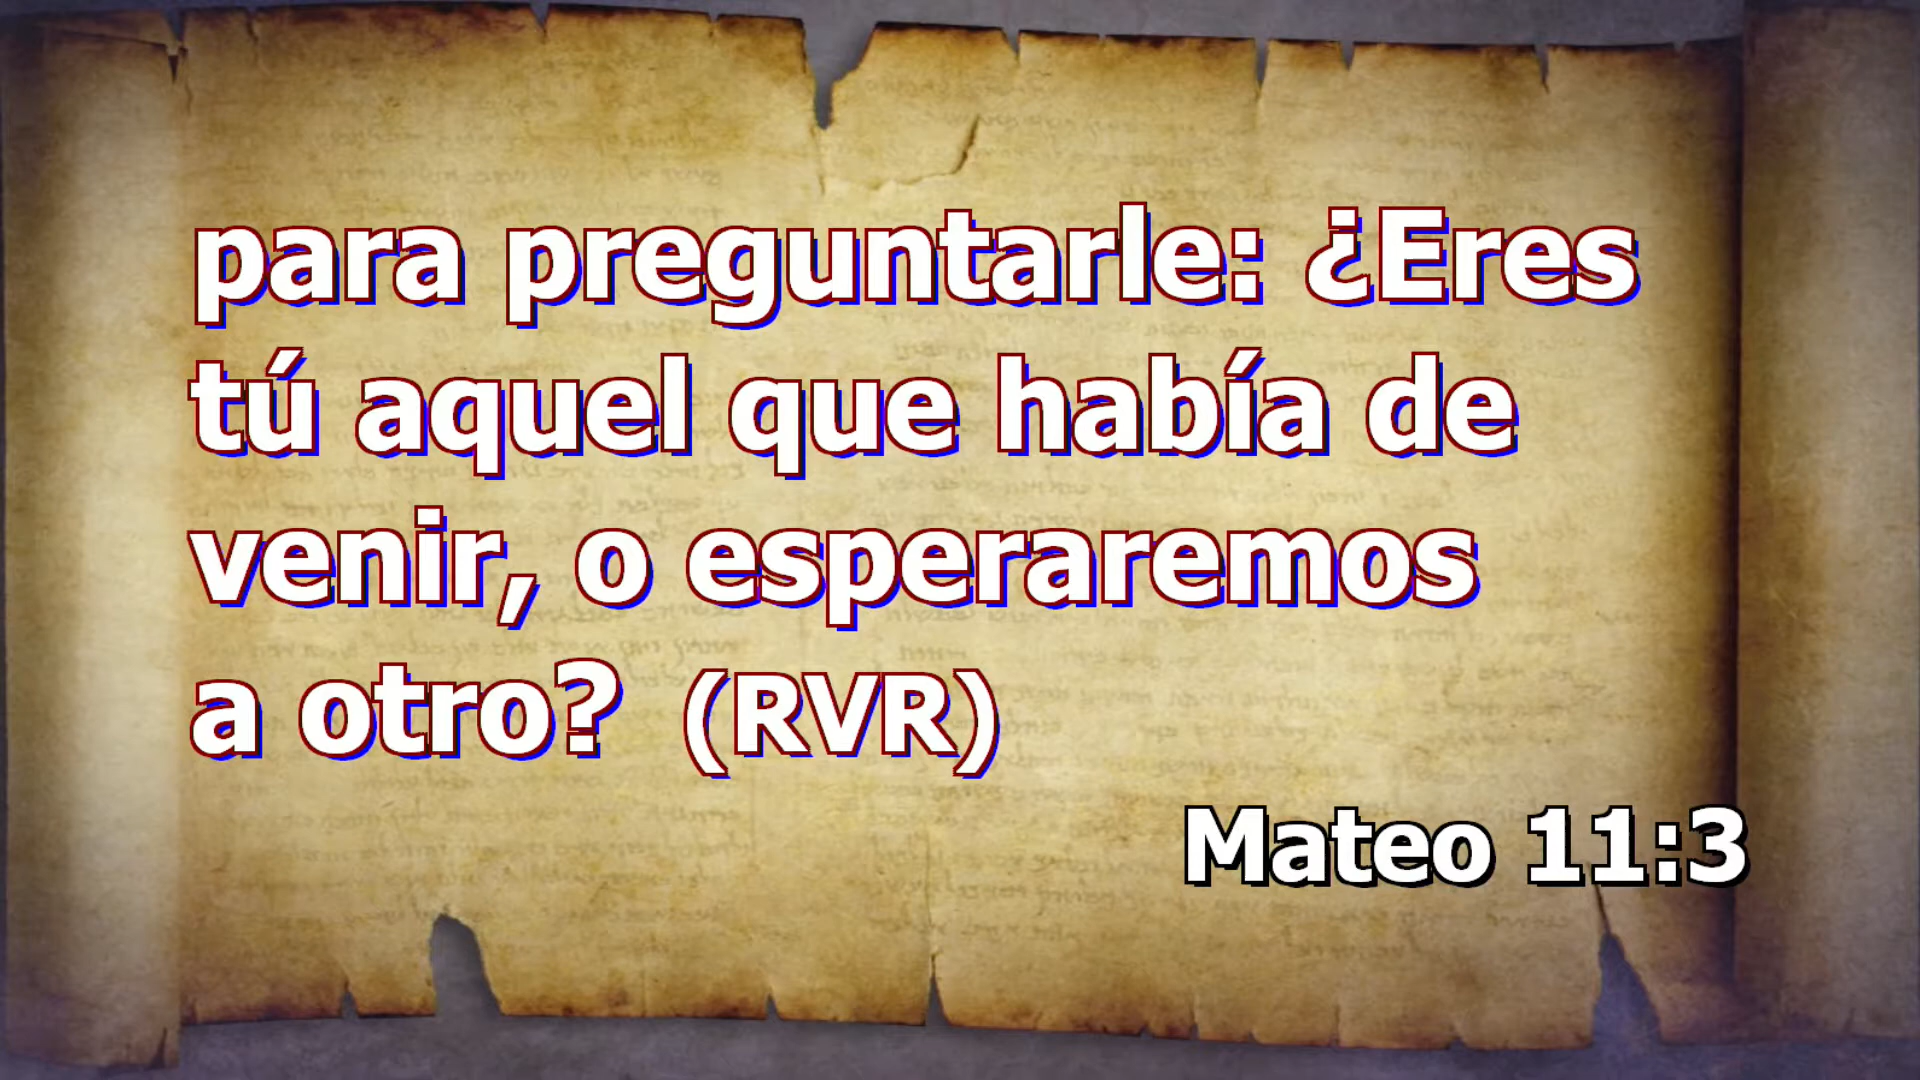 para preguntarle: ¿Eres
tú aquel que había de
venir, o esperaremos
a otro? (RVR)
Mateo 11:3